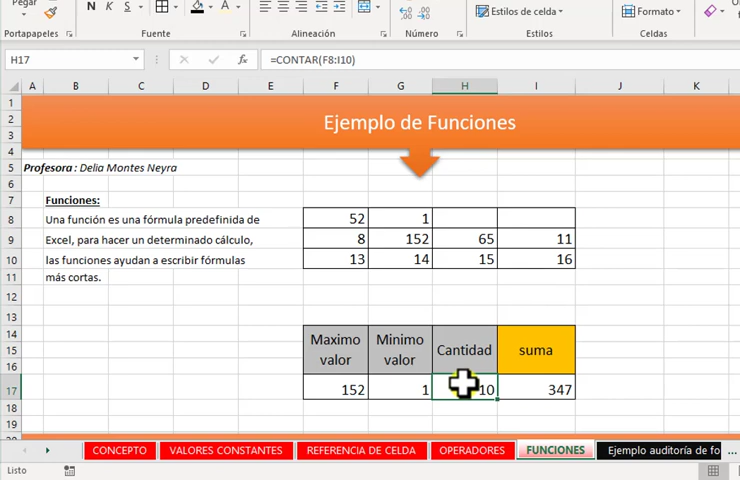 Pegar
N K S A
Estilos de celda
Formato
Portapapeles Fuente Alineación Número Estilos Celdas
H17 fx =CONTAR(F8:I10)
A B C D E F G H I J K
1
2 Ejemplo de Funciones
3
4
5 Profesora : Delia Montes Neyra
6
7 Funciones:
8 Una función es una fórmula predefinida de 52 1
9 Excel, para hacer un determinado cálculo, 8 152 65 11
10 las funciones ayudan a escribir fórmulas 13 14 15 16
11 más cortas.
12
13
14 Maximo Minimo
15 valor valor Cantidad suma
16
17 152 1 10 347
18
19
CONCEPTO VALORES CONSTANTES REFERENCIA DE CELDA OPERADORES FUNCIONES Ejemplo auditoría de fo ...
Listo